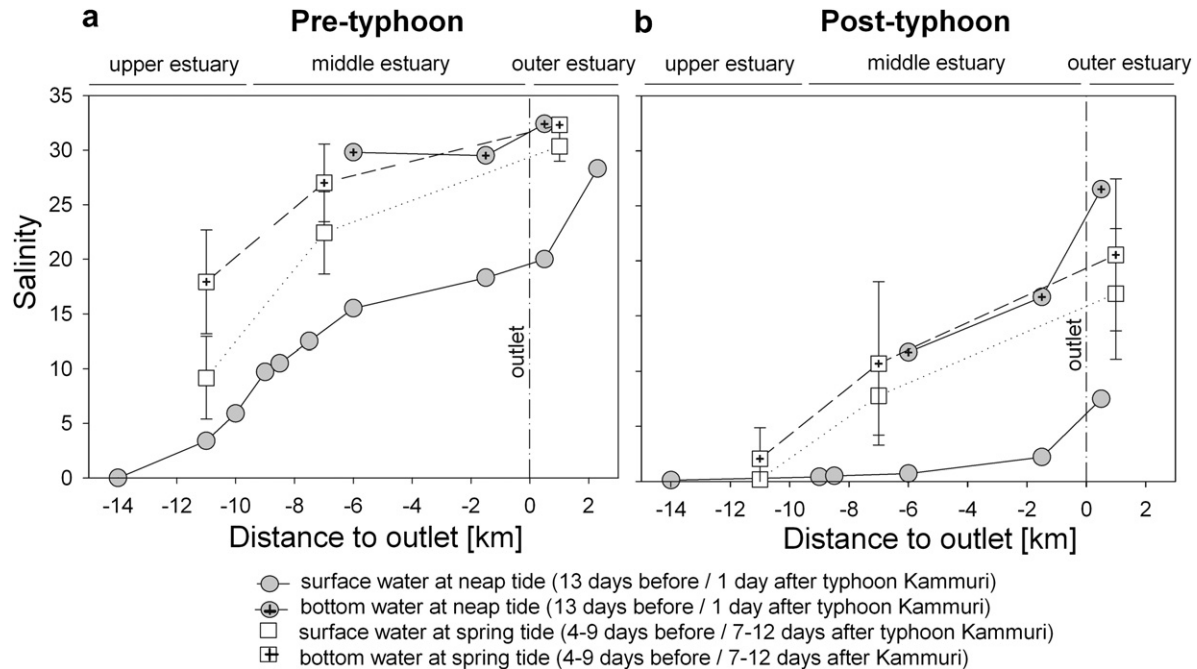 a Pre-typhoon b Post-typhoon
upper estuary middle estuary outer estuary upper estuary middle estuary outer estuary
35
30
25
20
15
10
5
0
Salinity
outlet
outlet
-14 -12 -10 -8 -6 -4 -2 0 2 -14 -12 -10 -8 -6 -4 -2 0 2
Distance to outlet [km] Distance to outlet [km]
surface water at neap tide (13 days before / 1 day after typhoon Kammuri)
bottom water at neap tide (13 days before / 1 day after typhoon Kammuri)
surface water at spring tide (4-9 days before / 7-12 days after typhoon Kammuri)
bottom water at spring tide (4-9 days before / 7-12 days after Kammuri)